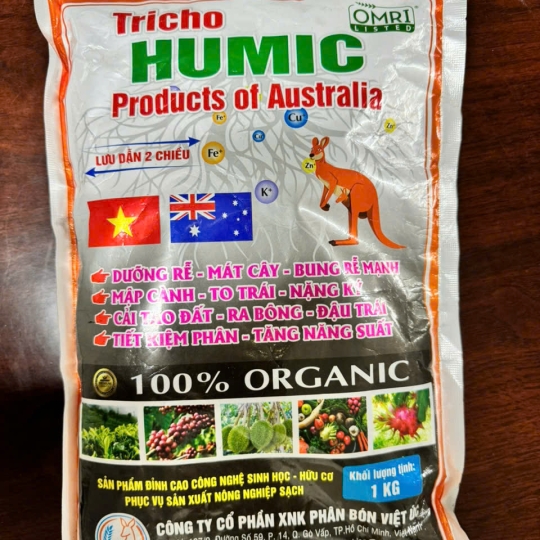 Tricho
OMRI
LISTED
HUMIC
Products of Australia
Fe
Cu
Zn
LƯU DẪN 2 CHIỀU
Fe+
Zn
K+
DƯỠNG RỄ - MÁT CÂY - BUNG RỄ MẠNH
MẬP CÀNH - TO TRÁI - NẶNG KÝ
CẢI TẠO ĐẤT - RA BÔNG - ĐẬU TRÁI
TIẾT KIỆM PHÂN - TĂNG NĂNG SUẤT
100% ORGANIC
SẢN PHẨM ĐỈNH CAO CÔNG NGHỆ SINH HỌC - HỮU CƠ
PHỤC VỤ SẢN XUẤT NÔNG NGHIỆP SẠCH
Khối lượng tịnh:
1 KG
CÔNG TY CỔ PHẦN XNK PHÂN BÓN VIỆT
Đường Số 59, P. 14, Q. Gò Vấp, TP.Hồ Chí Minh, Việt